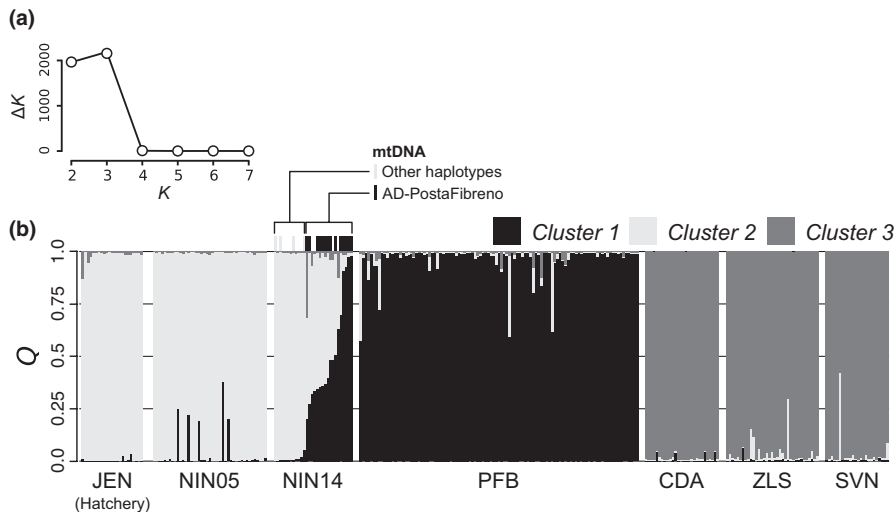 (a)
ΔK
2000
1000
0
2 3 4 5 6 7
K
mtDNA
Other haplotypes
AD-PostaFibreno
(b)
Cluster 1 Cluster 2 Cluster 3
Q
1.0
0.75
0.5
0.25
0.0
JEN NIN05 NIN14 PFB CDA ZLS SVN
(Hatchery)